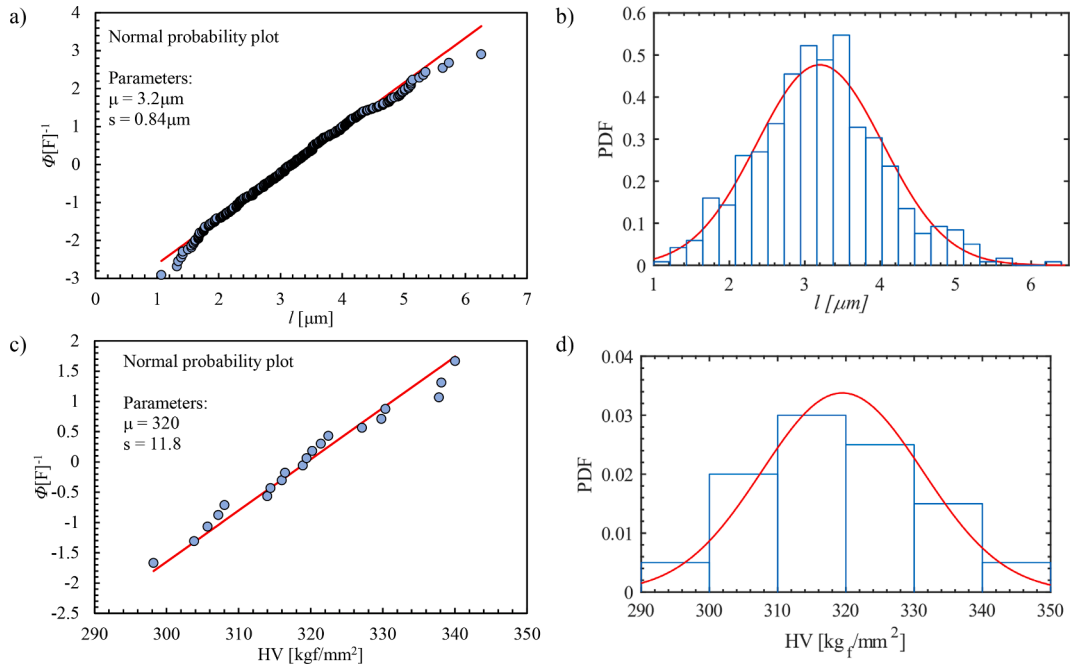 a)
Normal probability plot
Parameters:
μ = 3.2μm
s = 0.84μm
Φ[F]⁻¹
4
3
2
1
0
-1
-2
-3
0 1 2 3 4 5 6 7
l [μm]
b)
PDF
0.6
0.5
0.4
0.3
0.2
0.1
0
1 2 3 4 5 6
l [μm]
c)
Normal probability plot
Parameters:
μ = 320
s = 11.8
Φ[F]⁻¹
2
1.5
1
0.5
0
-0.5
-1
-1.5
-2
-2.5
290 300 310 320 330 340 350
HV [kgf/mm²]
d)
PDF
0.04
0.03
0.02
0.01
0
290 300 310 320 330 340 350
HV [kg_f/mm²]